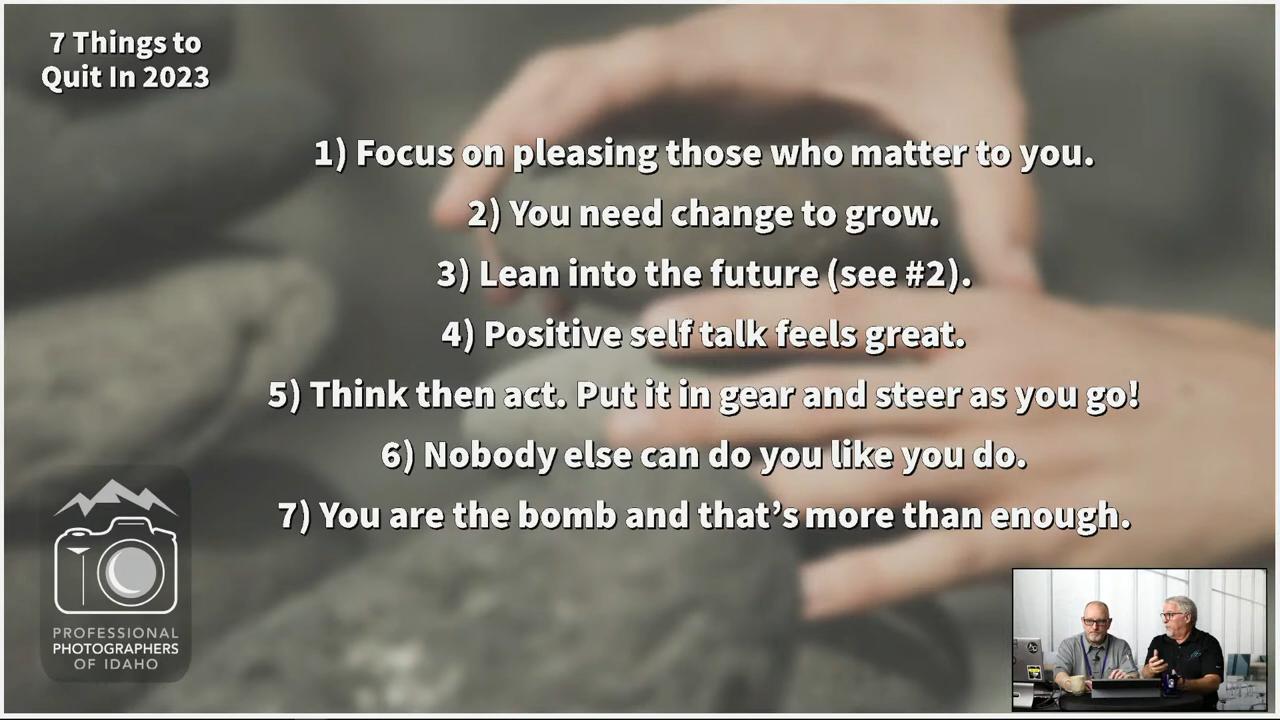 7 Things to
Quit In 2023
1) Focus on pleasing those who matter to you.
2) You need change to grow.
3) Lean into the future (see #2).
4) Positive self talk feels great.
5) Think then act. Put it in gear and steer as you go!
6) Nobody else can do you like you do.
7) You are the bomb and that’s more than enough.
PROFESSIONAL
PHOTOGRAPHERS
OF IDAHO